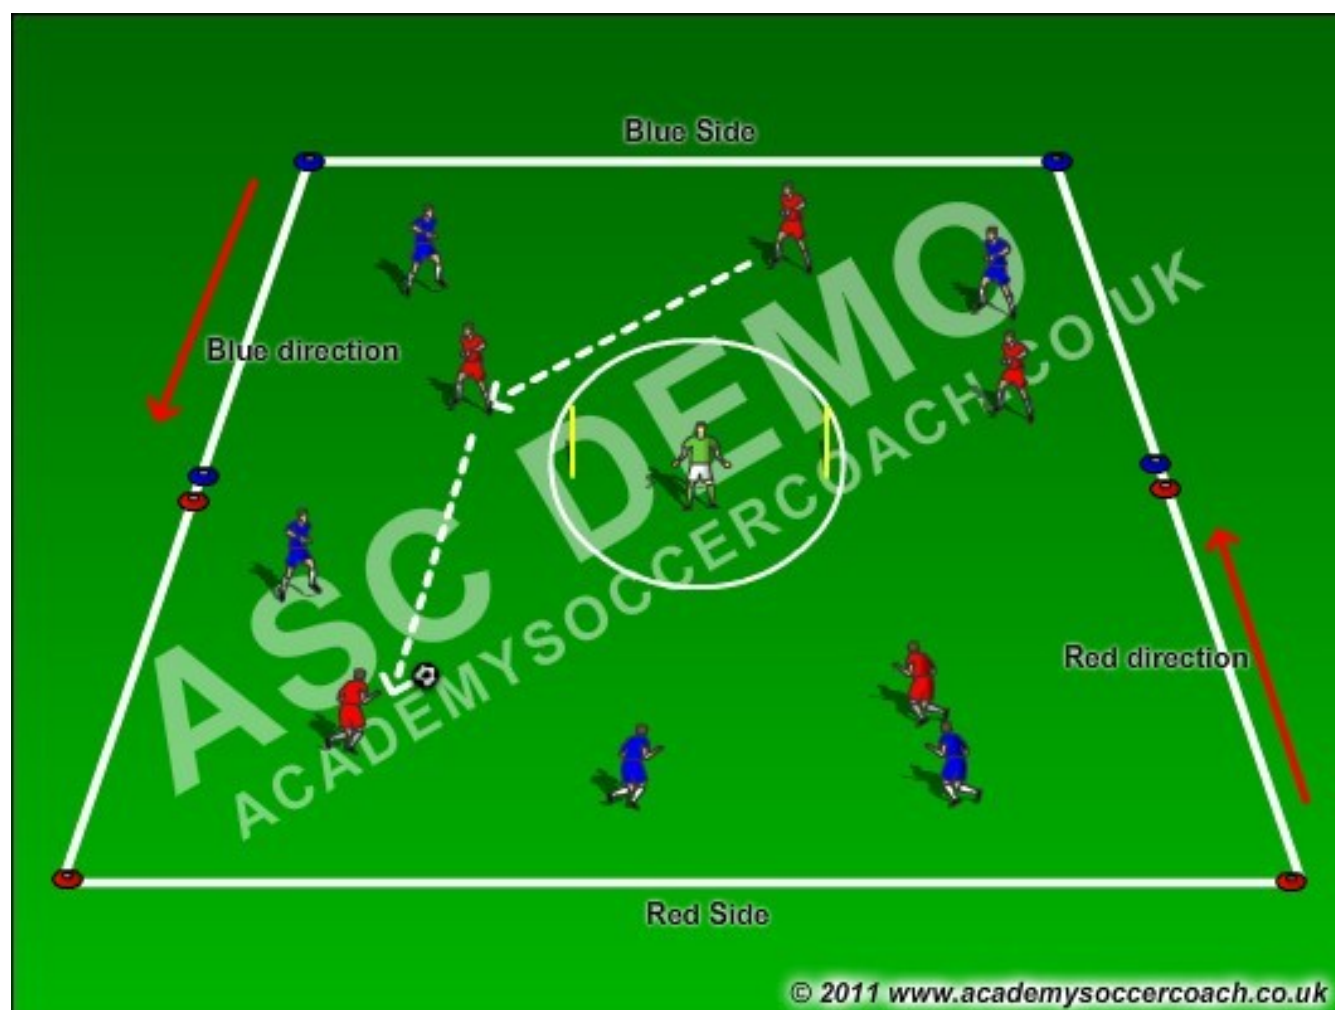 Blue Side
Blue direction
ASC DEMO
ACADEMYSOCCERCOACH.CO.UK
Red direction
Red Side
© 2011 www.academysoccercoach.co.uk